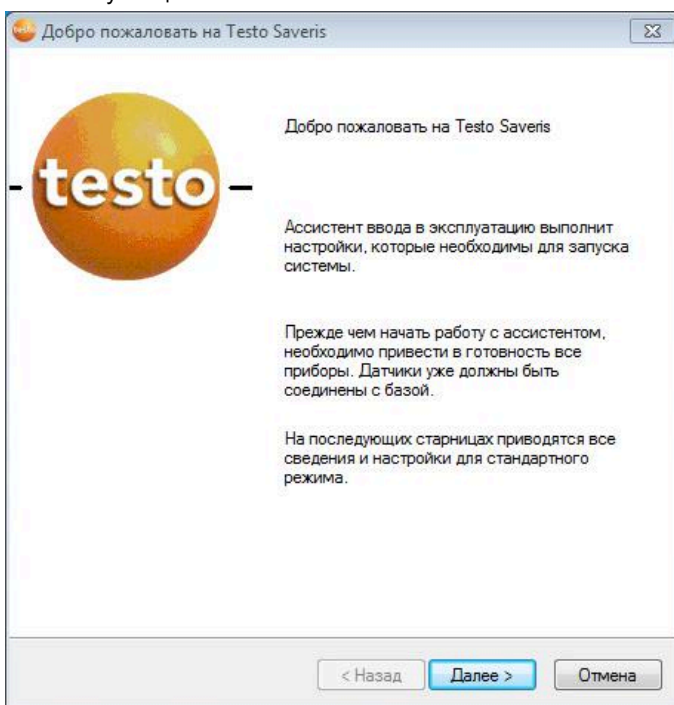 Добро пожаловать на Testo Saveris
testo
Добро пожаловать на Testo Saveris
- testo -
Ассистент ввода в эксплуатацию выполнит
настройки, которые необходимы для запуска
системы.
Прежде чем начать работу с ассистентом,
необходимо привести в готовность все
приборы. Датчики уже должны быть
соединены с базой.
На последующих старницах приводятся все
сведения и настройки для стандартного
режима.
< Назад
Далее >
Отмена